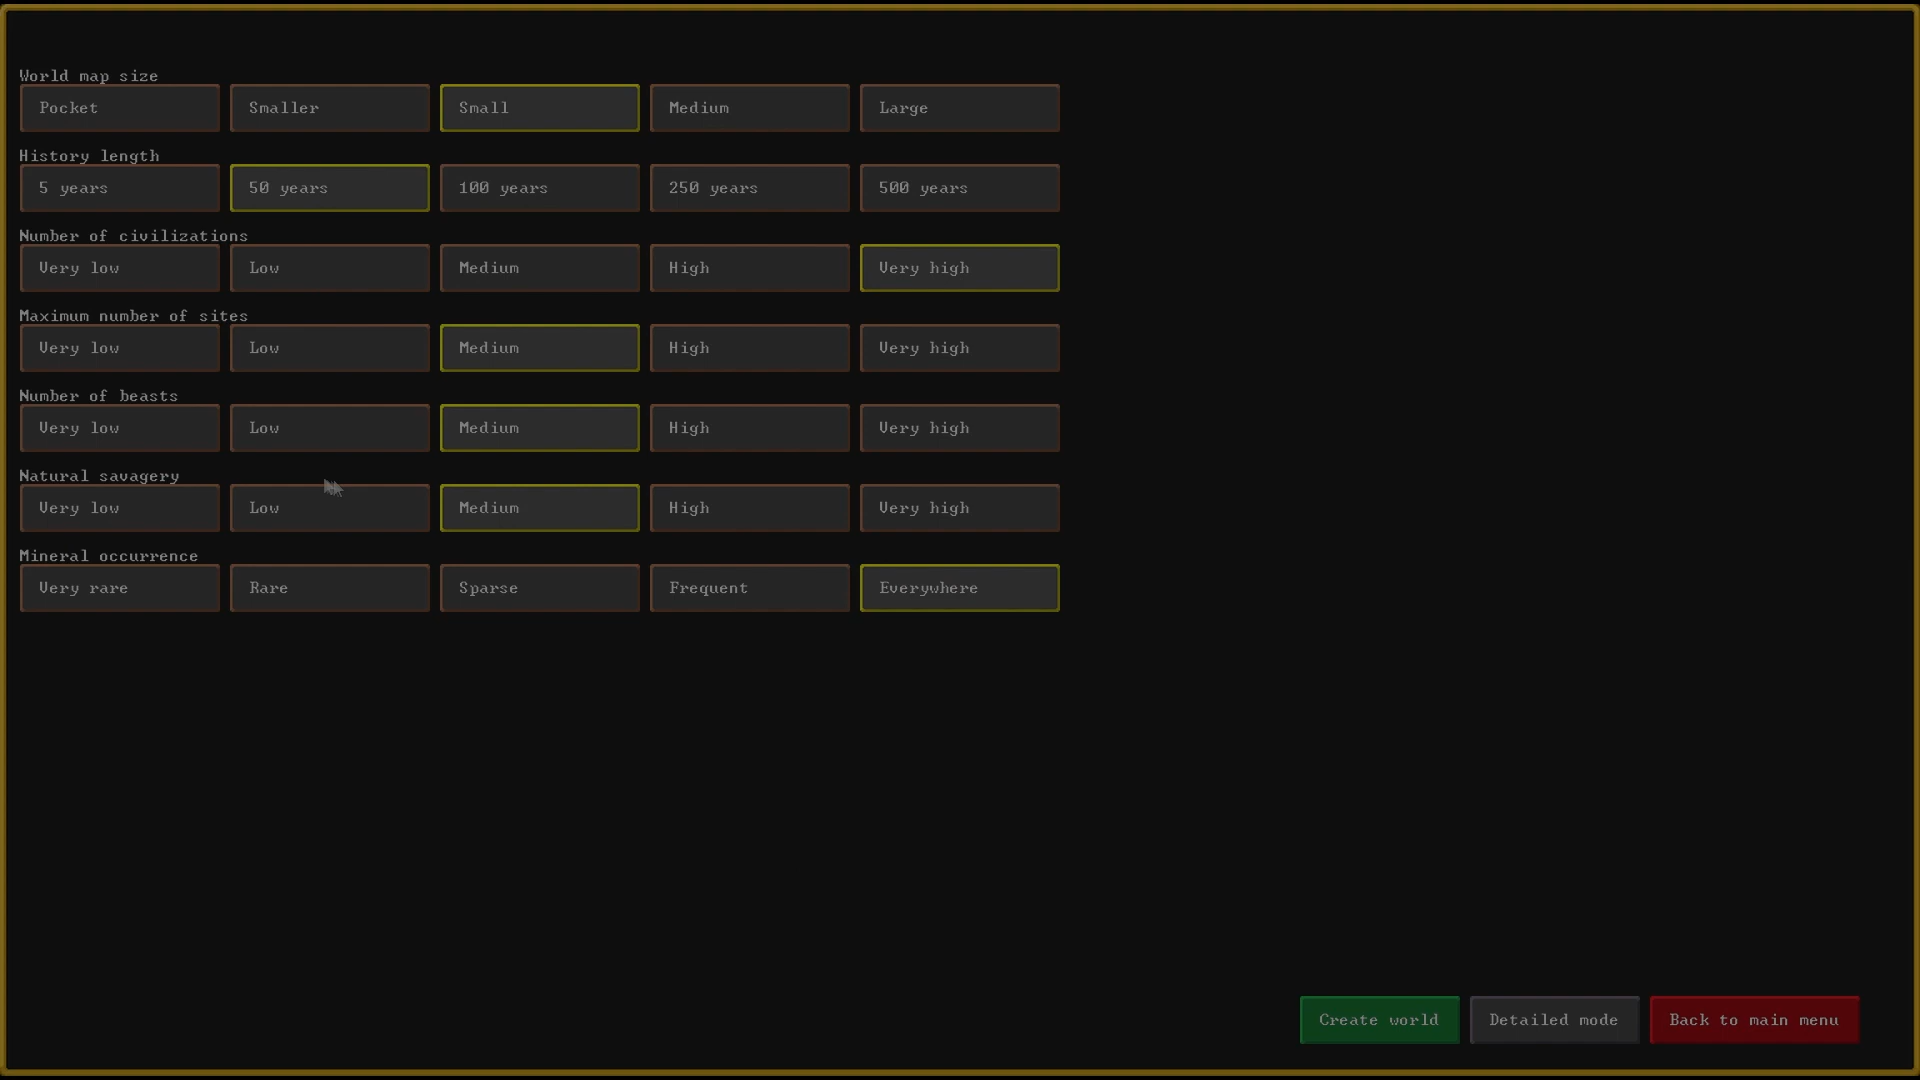 World map size
Pocket Smaller Small Medium Large
History length
5 years 50 years 100 years 250 years 500 years
Number of civilizations
Very low Low Medium High Very high
Maximum number of sites
Very low Low Medium High Very high
Number of beasts
Very low Low Medium High Very high
Natural savagery
Very low Low Medium High Very high
Mineral occurrence
Very rare Rare Sparse Frequent Everywhere
Create world Detailed mode Back to main menu